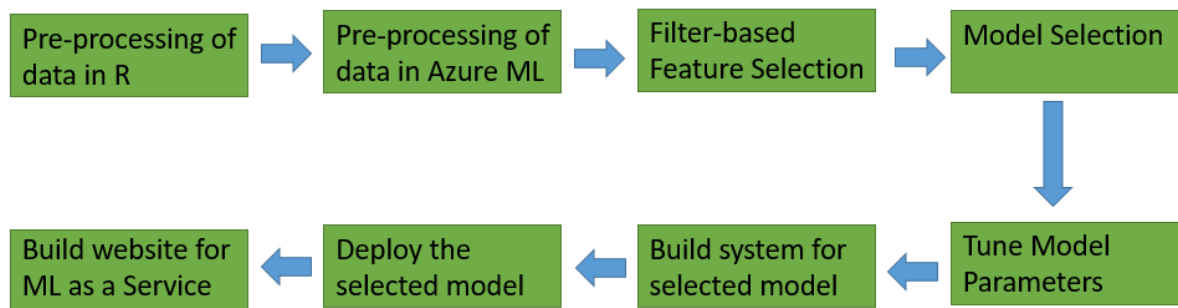 Pre-processing of
data in R
Pre-processing of
data in Azure ML
Filter-based
Feature Selection
Model Selection
Tune Model
Parameters
Build system for
selected model
Deploy the
selected model
Build website for
ML as a Service